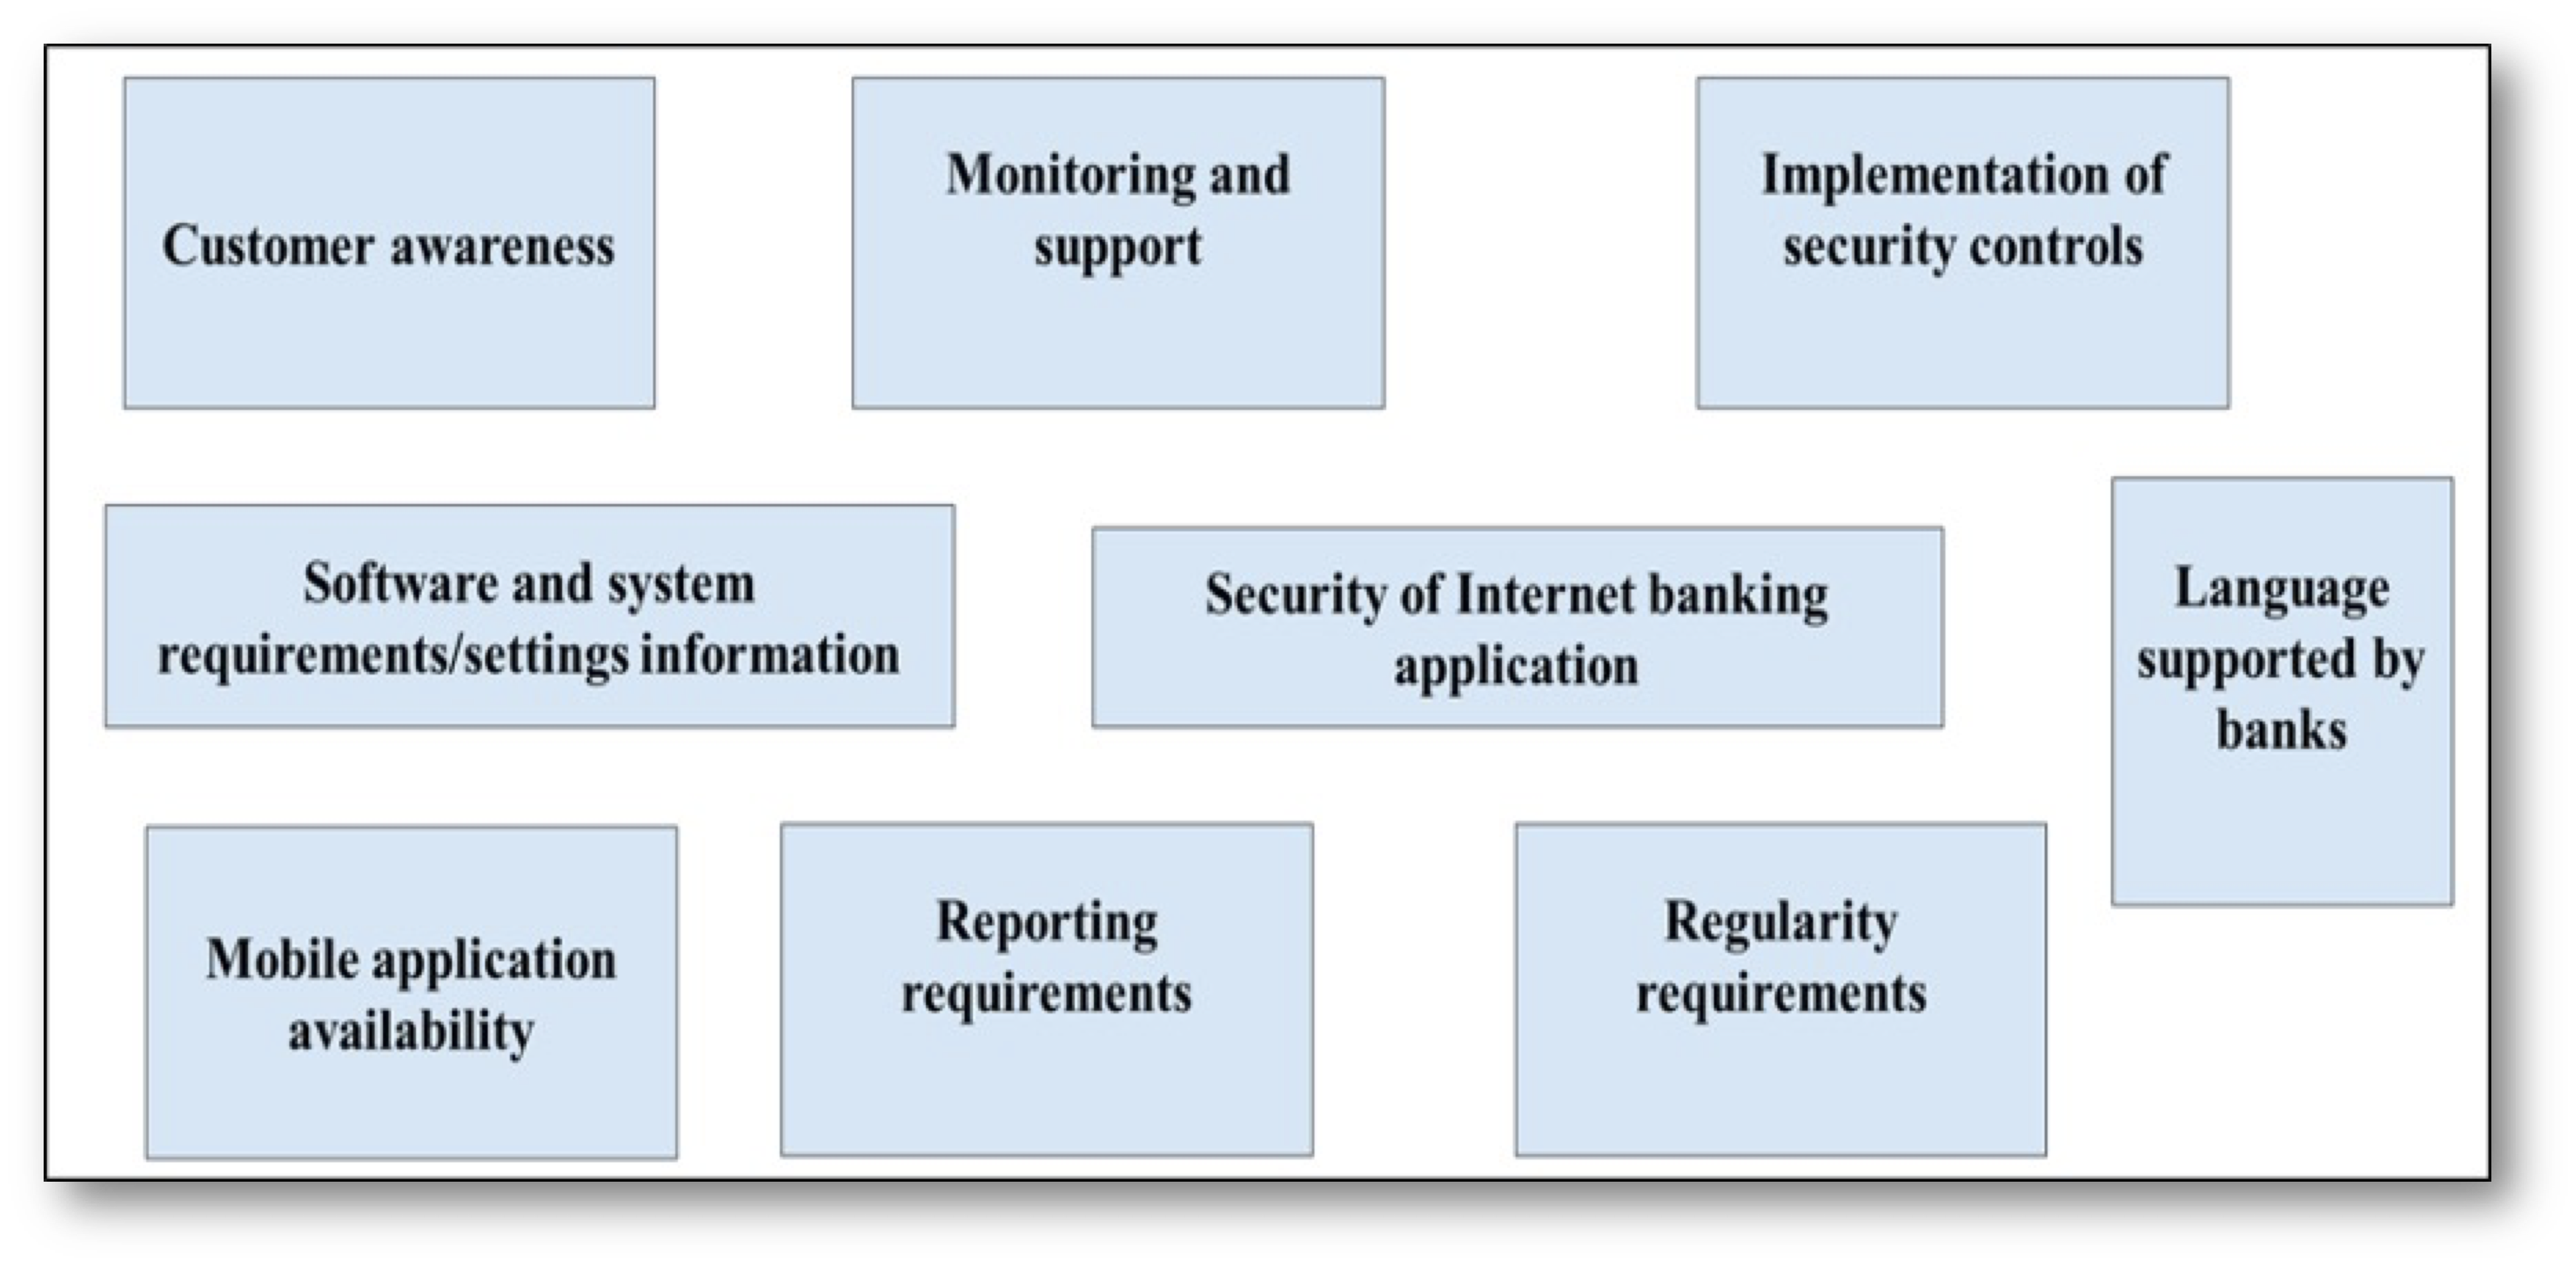 Customer awareness
Monitoring and
support
Implementation of
security controls
Software and system
requirements/settings information
Security of Internet banking
application
Language
supported by
banks
Mobile application
availability
Reporting
requirements
Regularity
requirements